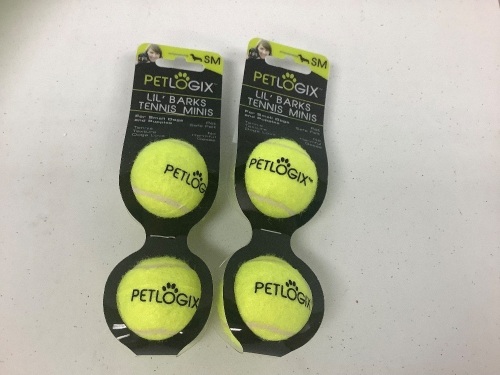 SM
PETLOGIX
LIL' BARKS
TENNIS MINIS
For Small Dogs
and Puppies
PETLOGIX
PETLOGIX
SM
PETLOGIX
LIL' BARKS
TENNIS MINIS
For Small Dogs
and Puppies
PETLOGIX
PETLOGIX